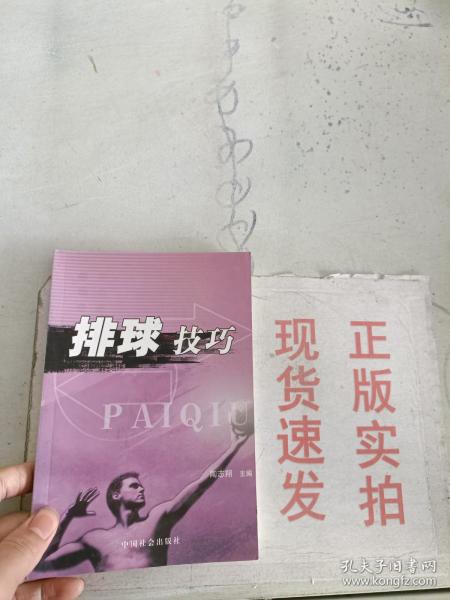 排球 技巧
PAIQIU
陶志翔 主编
中国社会出版社
正版实拍
现货速发
孔夫子旧书网
www.kongfz.com